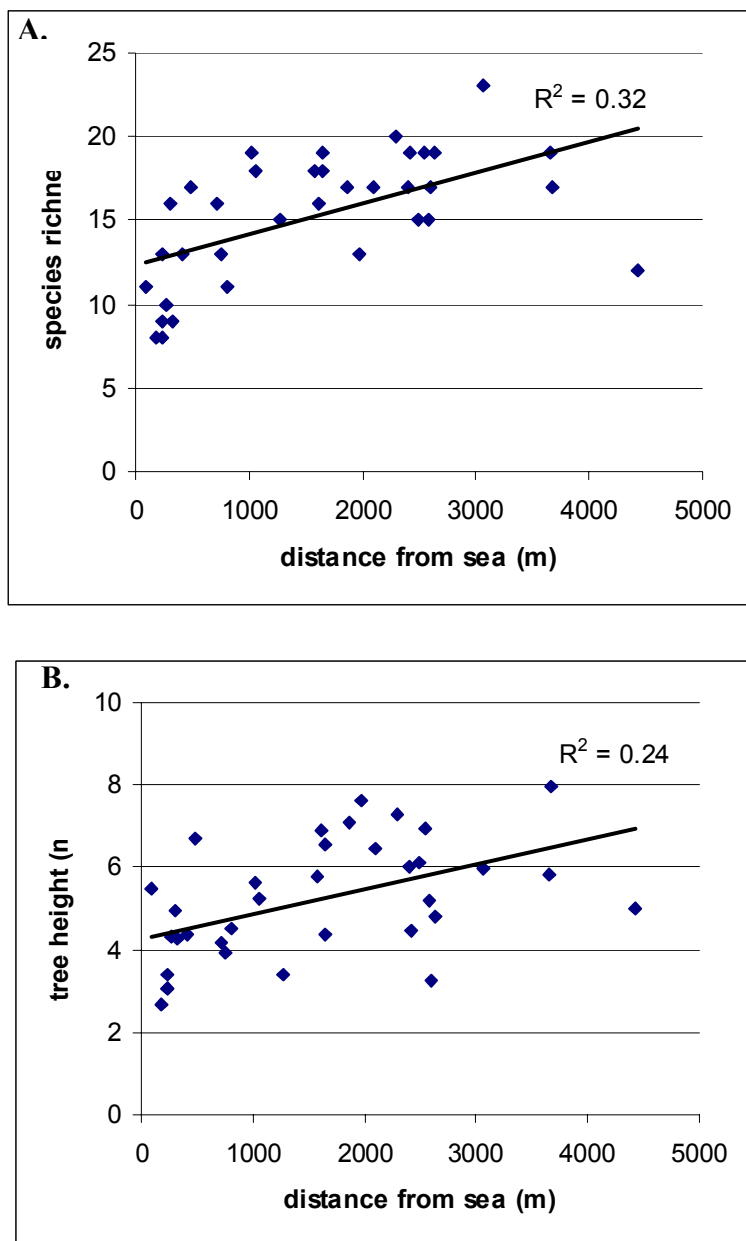 A.
25
20
15
10
5
0
R² = 0.32
species richne
0 1000 2000 3000 4000 5000
distance from sea (m)
B.
10
8
6
4
2
0
R² = 0.24
tree height (n
0 1000 2000 3000 4000 5000
distance from sea (m)